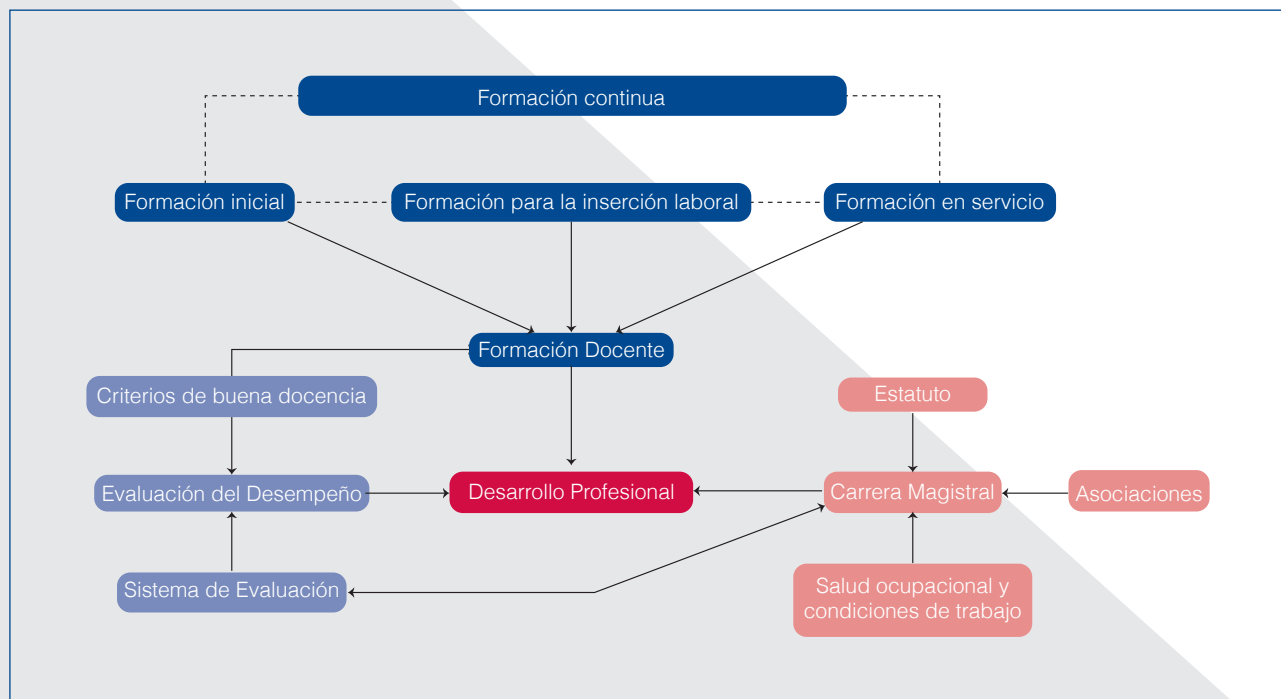 Formación continua
Formación inicial
Formación para la inserción laboral
Formación en servicio
Formación Docente
Criterios de buena docencia
Estatuto
Evaluación del Desempeño
Desarrollo Profesional
Carrera Magistral
Asociaciones
Sistema de Evaluación
Salud ocupacional y
condiciones de trabajo